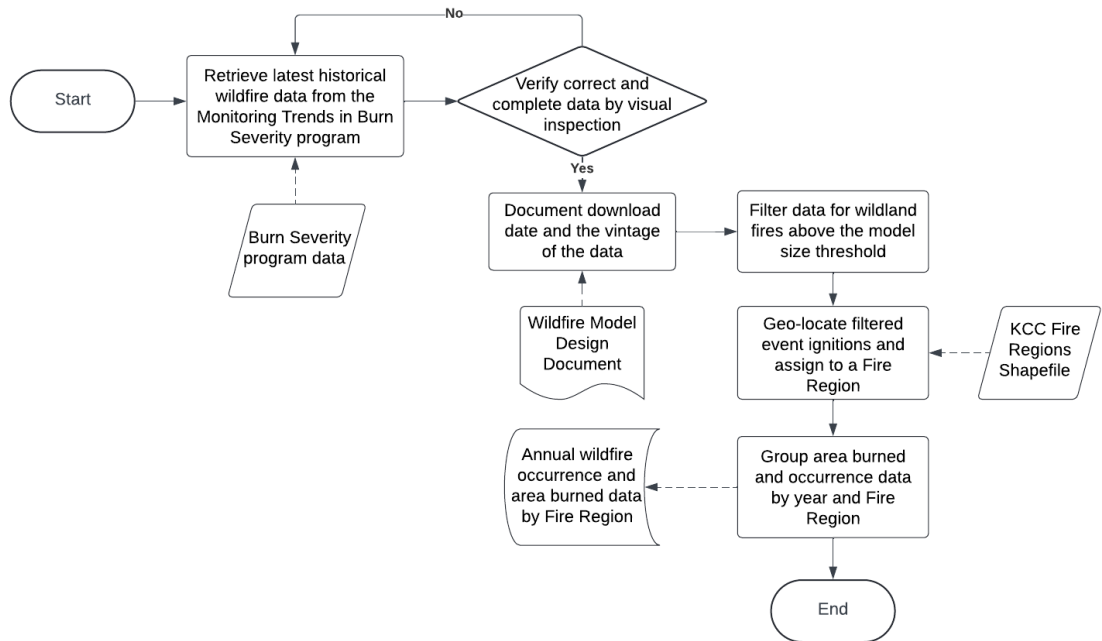 No
Start
Retrieve latest historical
wildfire data from the
Monitoring Trends in Burn
Severity program
Verify correct and
complete data by visual
inspection
Yes
Burn Severity
program data
Document download
date and the vintage
of the data
Filter data for wildland
fires above the model
size threshold
Wildfire Model
Design
Document
Geo-locate filtered
event ignitions and
assign to a Fire
Region
KCC Fire
Regions
Shapefile
Annual wildfire
occurrence and
area burned data
by Fire Region
Group area burned
and occurrence data
by year and Fire
Region
End